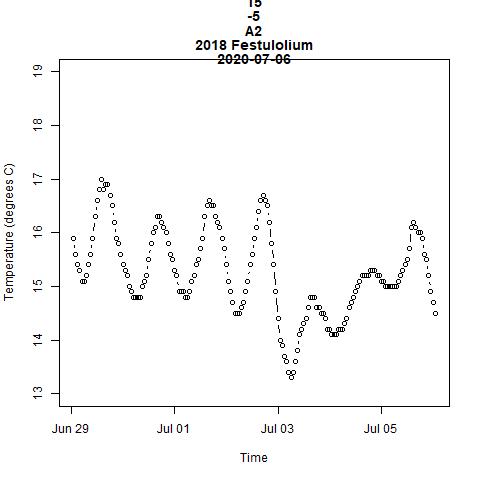 15
-5
A2
2018 Festulolium
2020-07-06
19
18
17
16
15
14
13
Temperature (degrees C)
Jun 29
Jul 01
Jul 03
Jul 05
Time